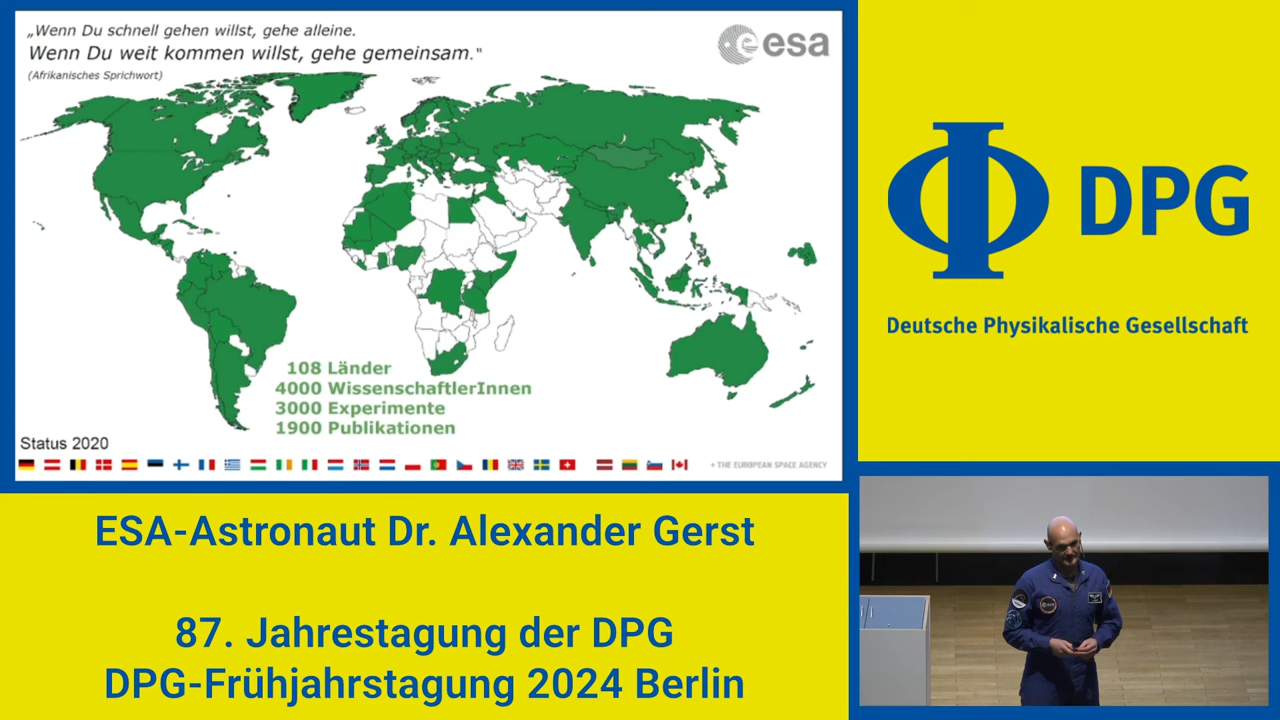 „Wenn Du schnell gehen willst, gehe alleine.
Wenn Du weit kommen willst, gehe gemeinsam.“
(Afrikanisches Sprichwort)
esa
108 Länder
4000 WissenschaftlerInnen
3000 Experimente
1900 Publikationen
Status 2020
+ THE EUROPEAN SPACE AGENCY
DPG
Deutsche Physikalische Gesellschaft
ESA-Astronaut Dr. Alexander Gerst
87. Jahrestagung der DPG
DPG-Frühjahrstagung 2024 Berlin